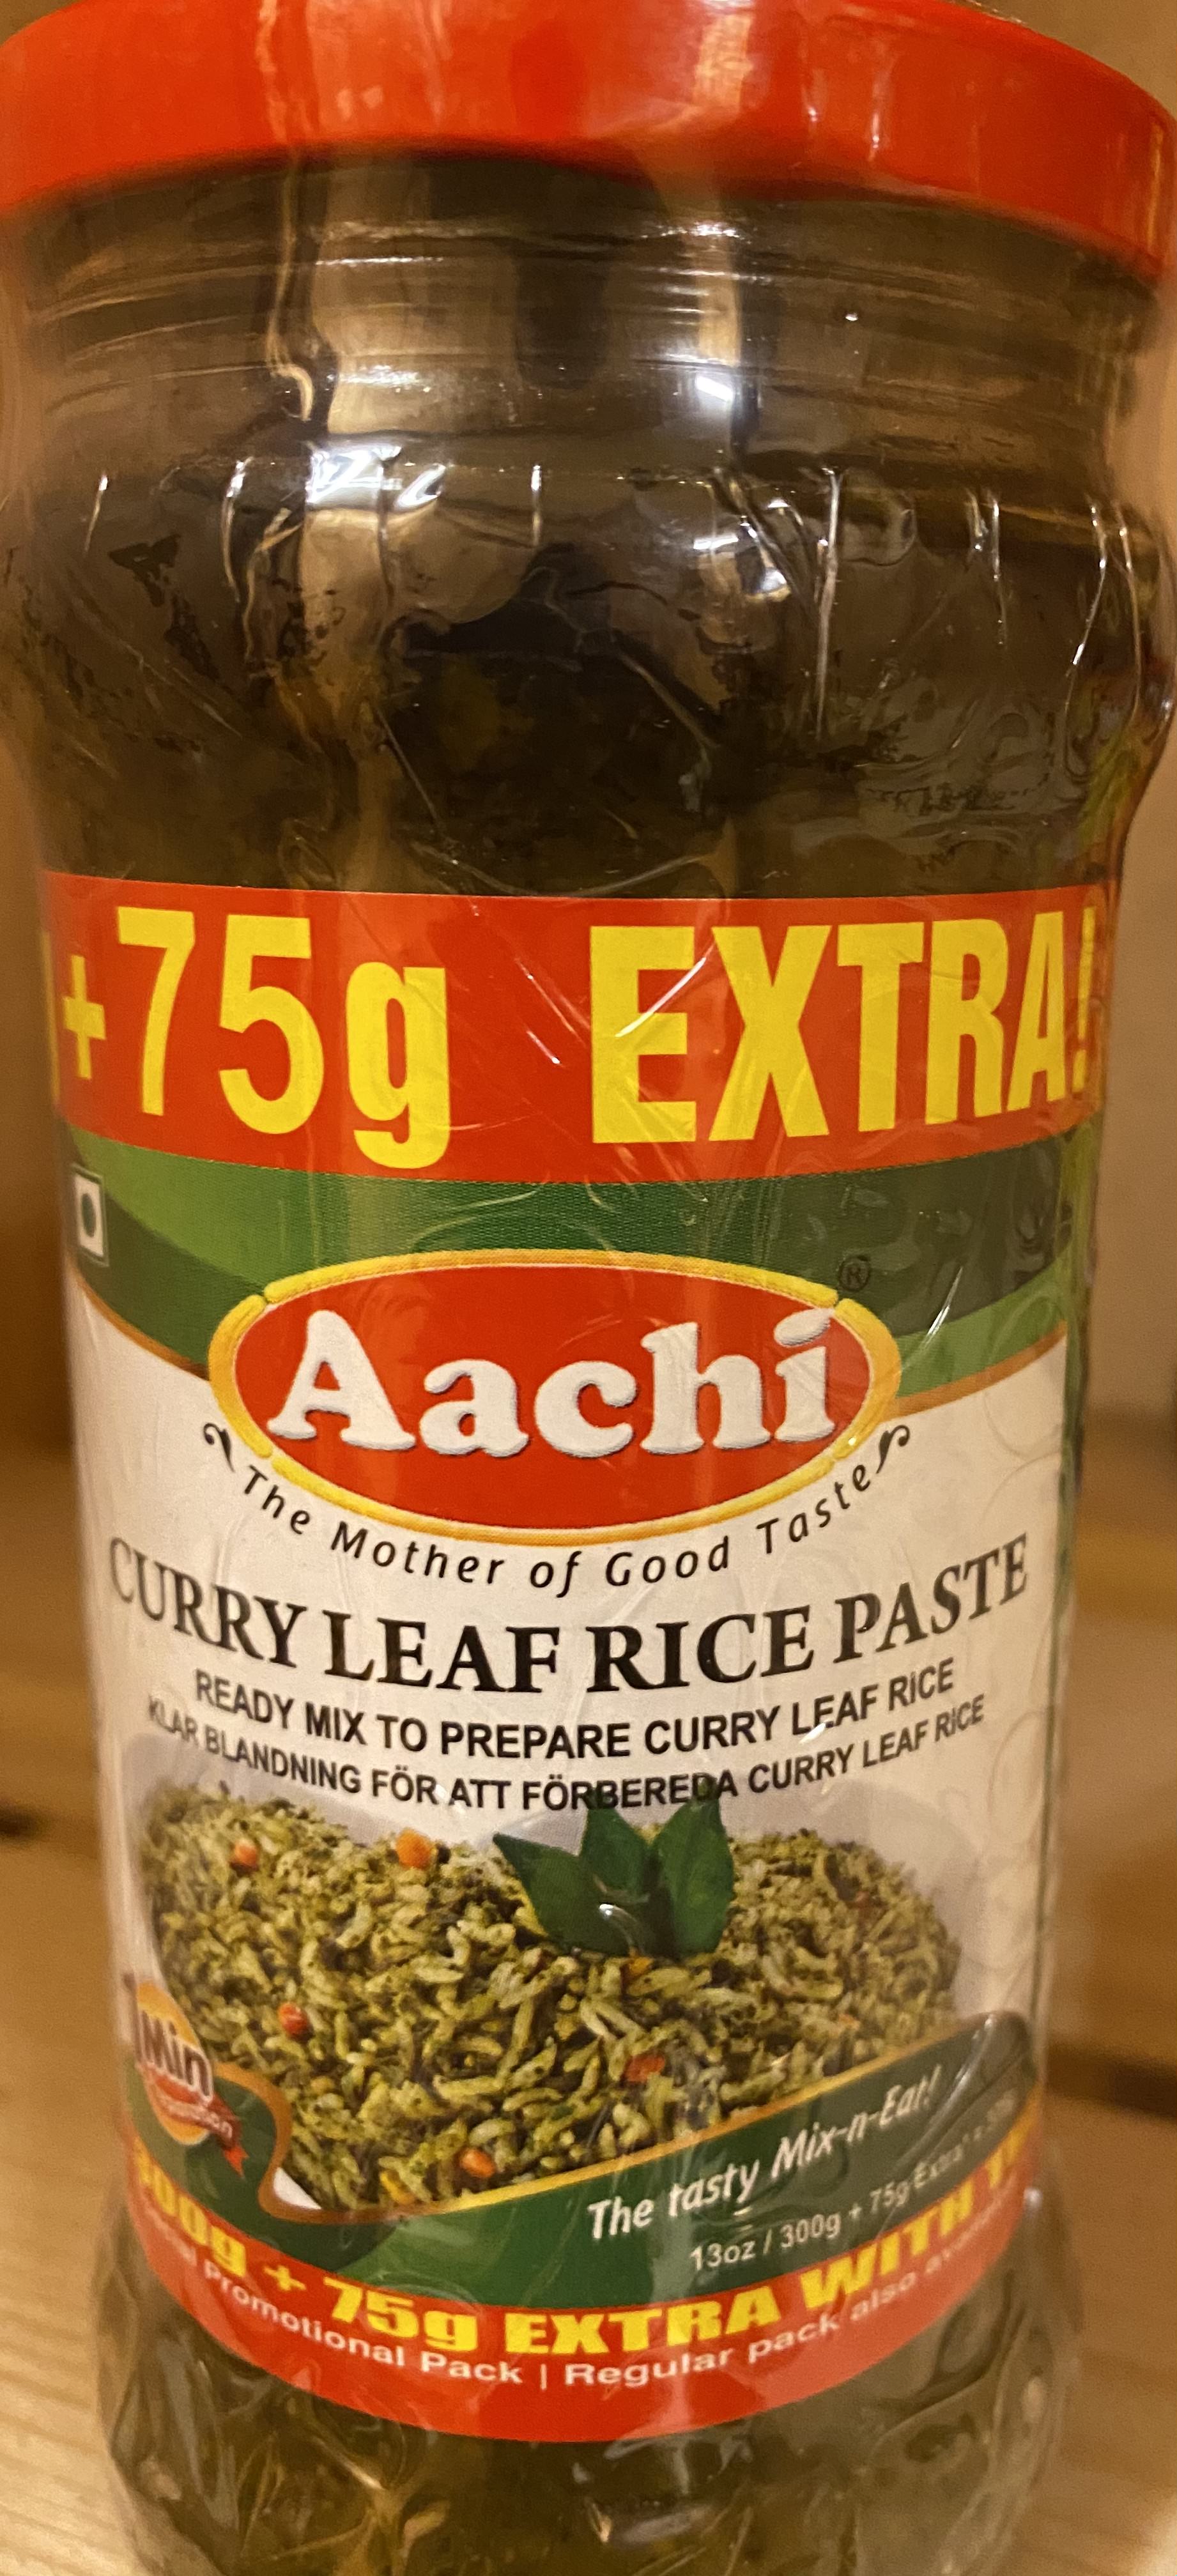 +75g EXTRA!
Aachi ®
The Mother of Good Taste
CURRY LEAF RICE PASTE
READY MIX TO PREPARE CURRY LEAF RICE
KLAR BLANDNING FÖR ATT FÖRBEREDA CURRY LEAF RICE
Min
The tasty Mix-n-Eat!
13oz / 300g + 75g Extra
+ 75g EXTRA WITH
Promotional Pack | Regular pack also